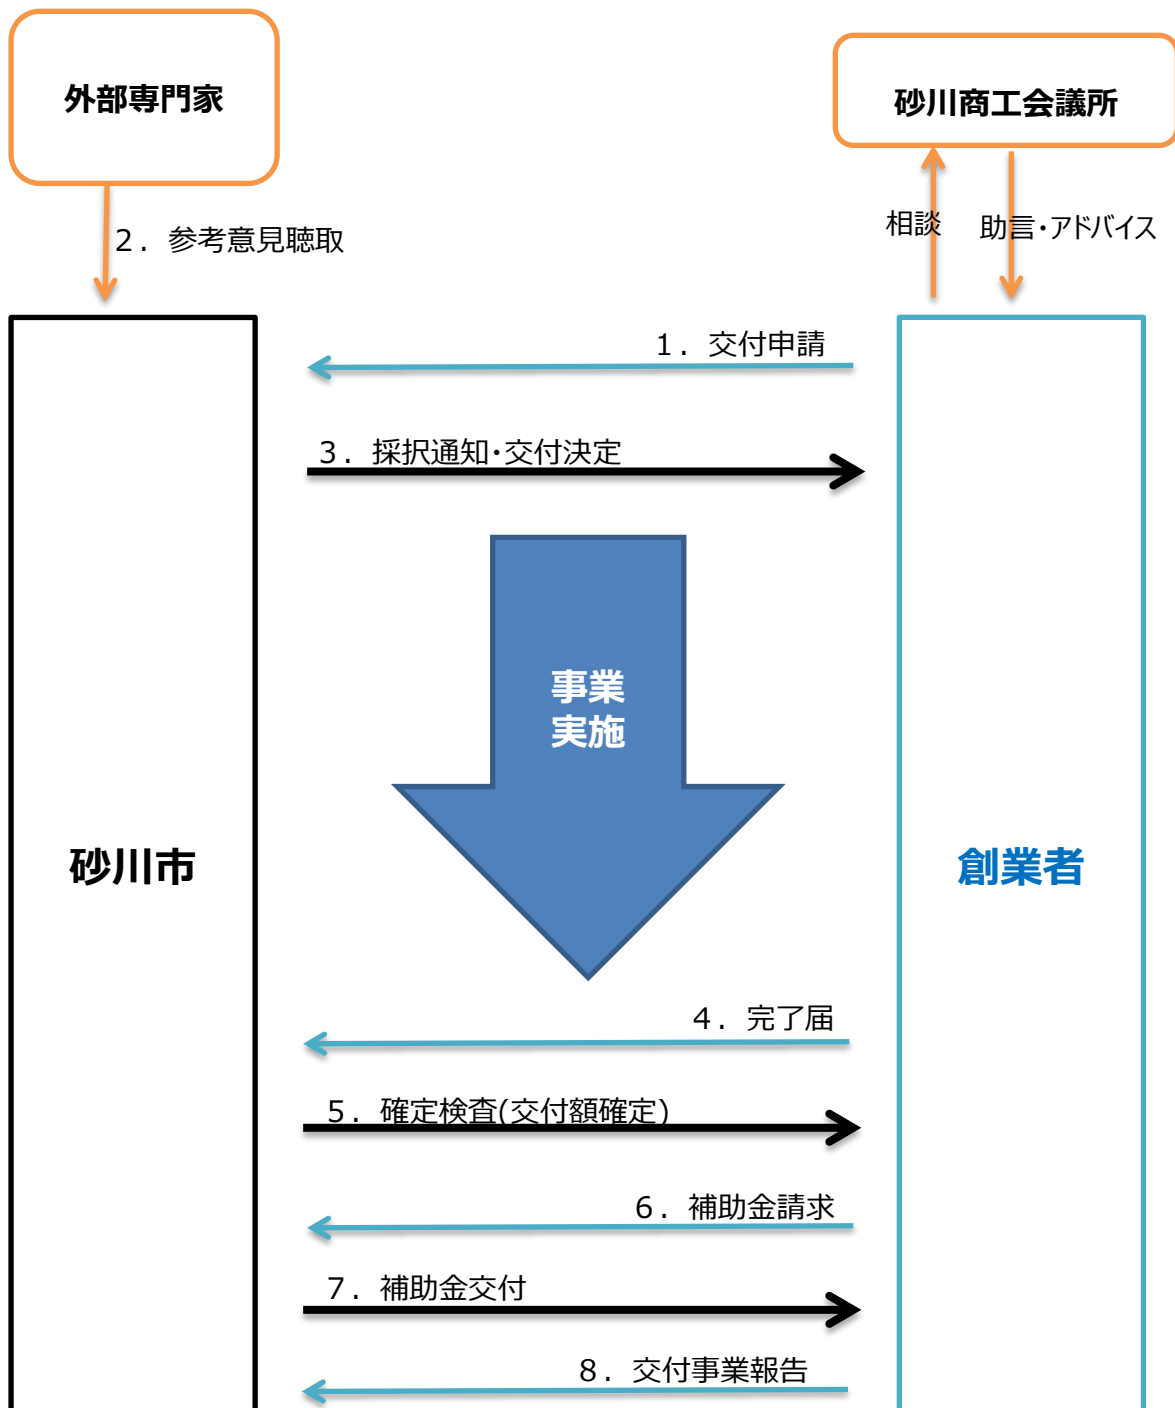 外部専門家
砂川商工会議所
相談
助言・アドバイス
2. 参考意見聴取
1. 交付申請
3. 採択通知・交付決定
事業
実施
砂川市
創業者
4. 完了届
5. 確定検査(交付額確定)
6. 補助金請求
7. 補助金交付
8. 交付事業報告